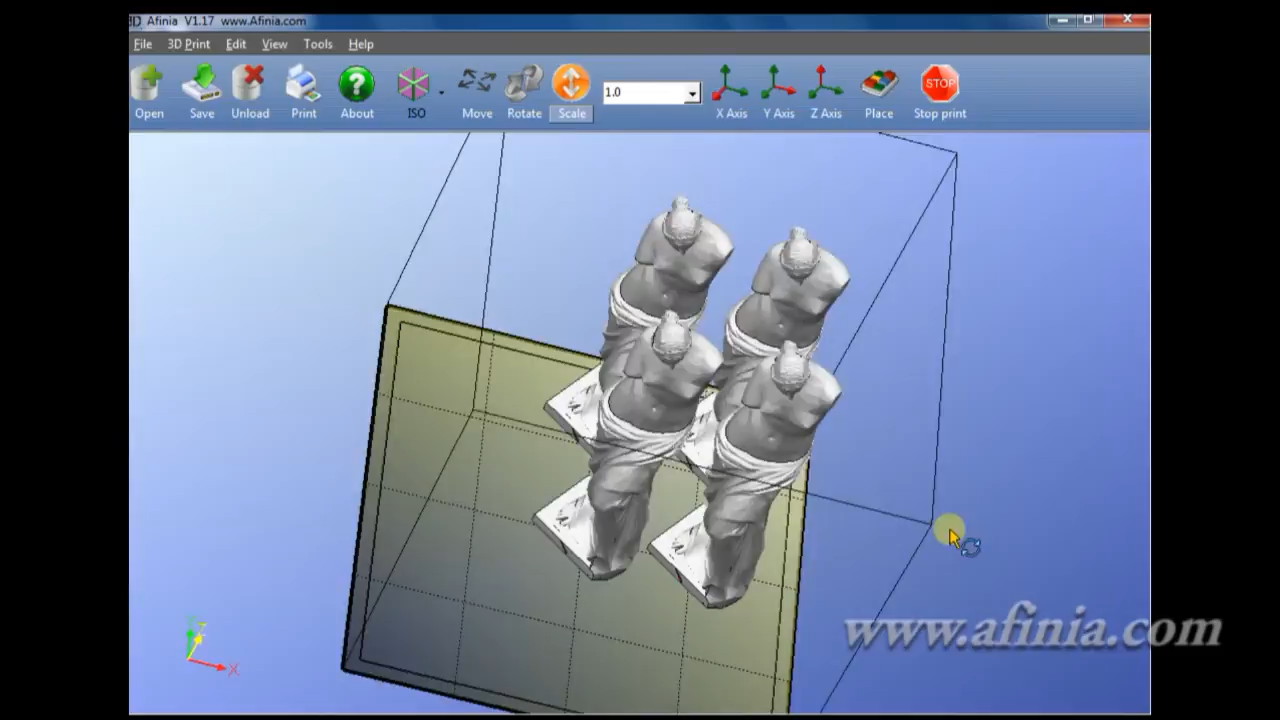 3D Afinia V1.17 www.Afinia.com
File 3D Print Edit View Tools Help
1.0
STOP
Open Save Unload Print About ISO Move Rotate Scale X Axis Y Axis Z Axis Place Stop print
www.afinia.com
Z
X